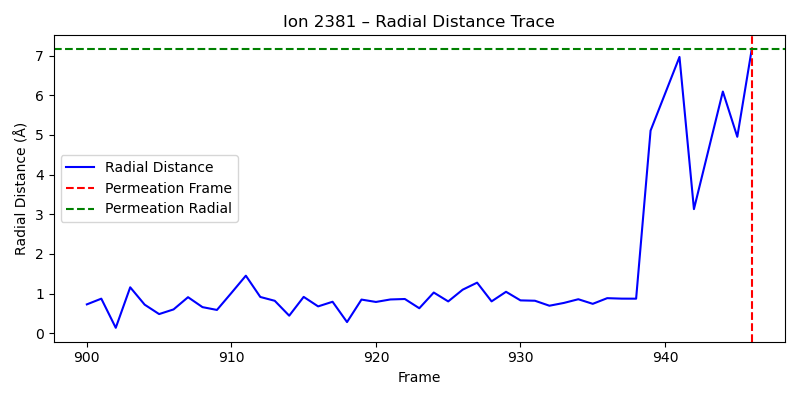 Ion 2381 – Radial Distance Trace
Radial Distance (Å)
7
6
5
4
3
2
1
0
Radial Distance
Permeation Frame
Permeation Radial
900
910
920
930
940
Frame